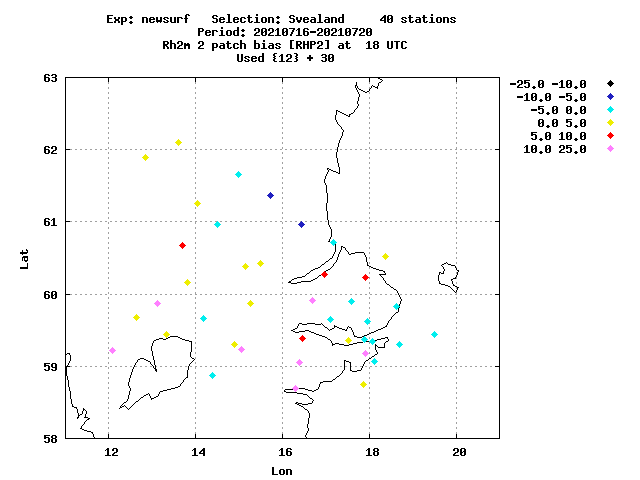 Exp: newsurf   Selection: Svealand     40 stations
Period: 20210716-20210720
Rh2m 2 patch bias [RHP2] at  18 UTC
Used {12} + 30
-25.0 -10.0
-10.0 -5.0
-5.0 0.0
0.0 5.0
5.0 10.0
10.0 25.0
63
62
61
60
59
58
Lat
12 14 16 18 20
Lon